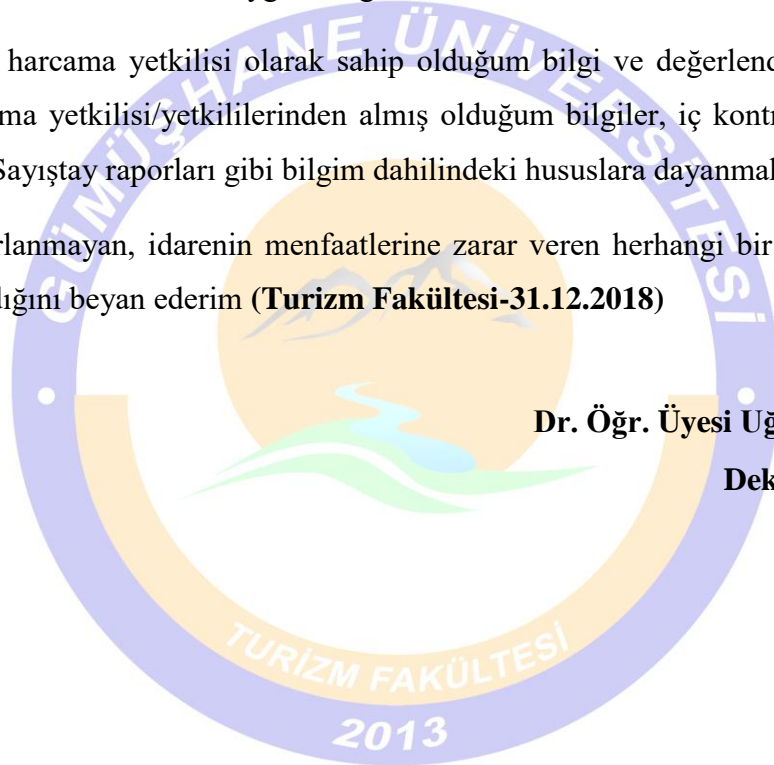 harcama yetkilisi olarak sahip olduğum bilgi ve değerlend
ma yetkilisi/yetkililerinden almış olduğum bilgiler, iç kontr
Sayıştay raporları gibi bilgim dahilindeki hususlara dayanma
rlanmayan, idarenin menfaatlerine zarar veren herhangi bir
dığını beyan ederim (Turizm Fakültesi-31.12.2018)
Dr. Öğr. Üyesi Uğ
Dek
GÜMÜŞHANE ÜNİVERSİTESİ
TURİZM FAKÜLTESİ
2013